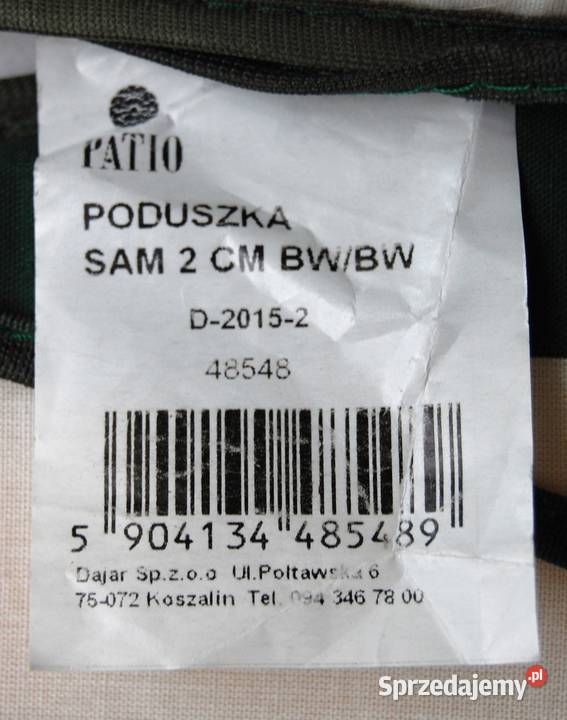 PATIO
PODUSZKA
SAM 2 CM BW/BW
D-2015-2
48548
5 904134 485489
Dajar Sp.z.o.o Ul.Połtawska 6
75-072 Koszalin Tel. 094 346 78 00
Sprzedajemy.pl